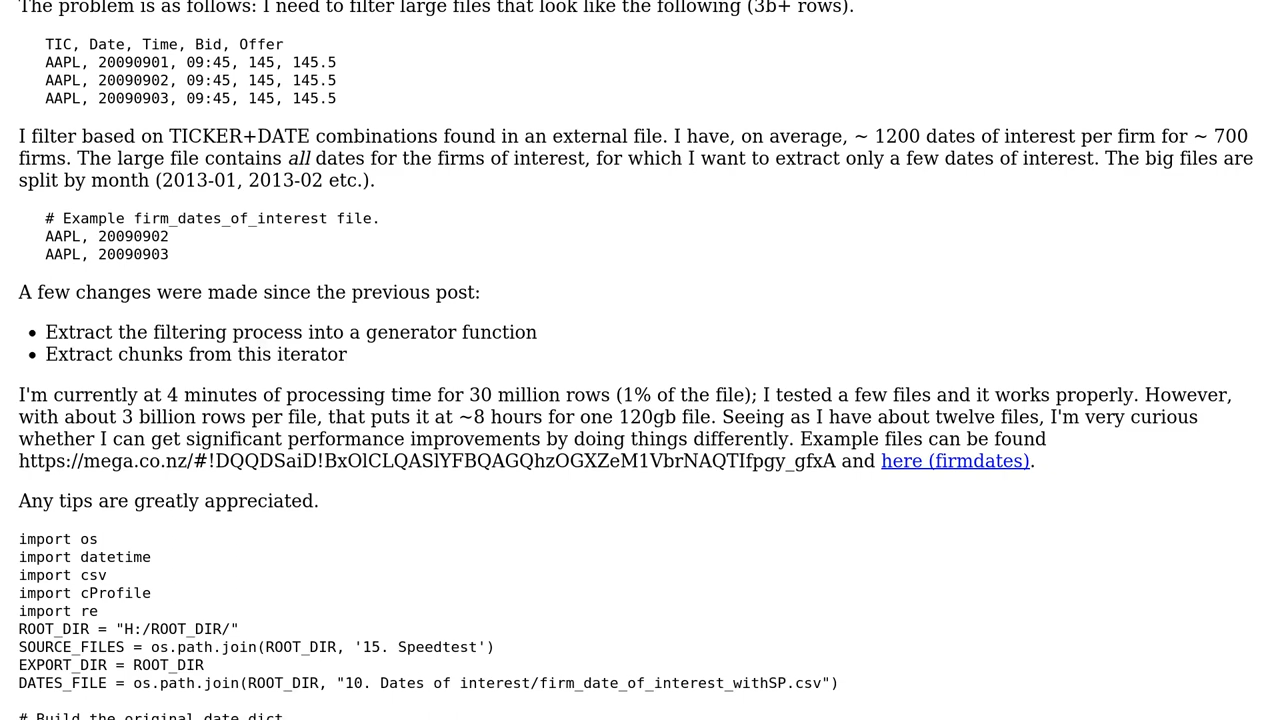 The problem is as follows: I need to filter large files that look like the following (3b+ rows).
TIC, Date, Time, Bid, Offer
AAPL, 20090901, 09:45, 145, 145.5
AAPL, 20090902, 09:45, 145, 145.5
AAPL, 20090903, 09:45, 145, 145.5
I filter based on TICKER+DATE combinations found in an external file. I have, on average, ~ 1200 dates of interest per firm for ~ 700
firms. The large file contains all dates for the firms of interest, for which I want to extract only a few dates of interest. The big files are
split by month (2013-01, 2013-02 etc.).
# Example firm_dates_of_interest file.
AAPL, 20090902
AAPL, 20090903
A few changes were made since the previous post:
• Extract the filtering process into a generator function
• Extract chunks from this iterator
I'm currently at 4 minutes of processing time for 30 million rows (1% of the file); I tested a few files and it works properly. However,
with about 3 billion rows per file, that puts it at ~8 hours for one 120gb file. Seeing as I have about twelve files, I'm very curious
whether I can get significant performance improvements by doing things differently. Example files can be found
https://mega.co.nz/#!DQQDSaiD!BxOlCLQASlYFBQAGQhzOGXZeM1VbrNAQTIfpgy_gfxA and here (firmdates).
Any tips are greatly appreciated.
import os
import datetime
import csv
import cProfile
import re
ROOT_DIR = "H:/ROOT_DIR/"
SOURCE_FILES = os.path.join(ROOT_DIR, '15. Speedtest')
EXPORT_DIR = ROOT_DIR
DATES_FILE = os.path.join(ROOT_DIR, "10. Dates of interest/firm_date_of_interest_withSP.csv")
# Build the original date dict